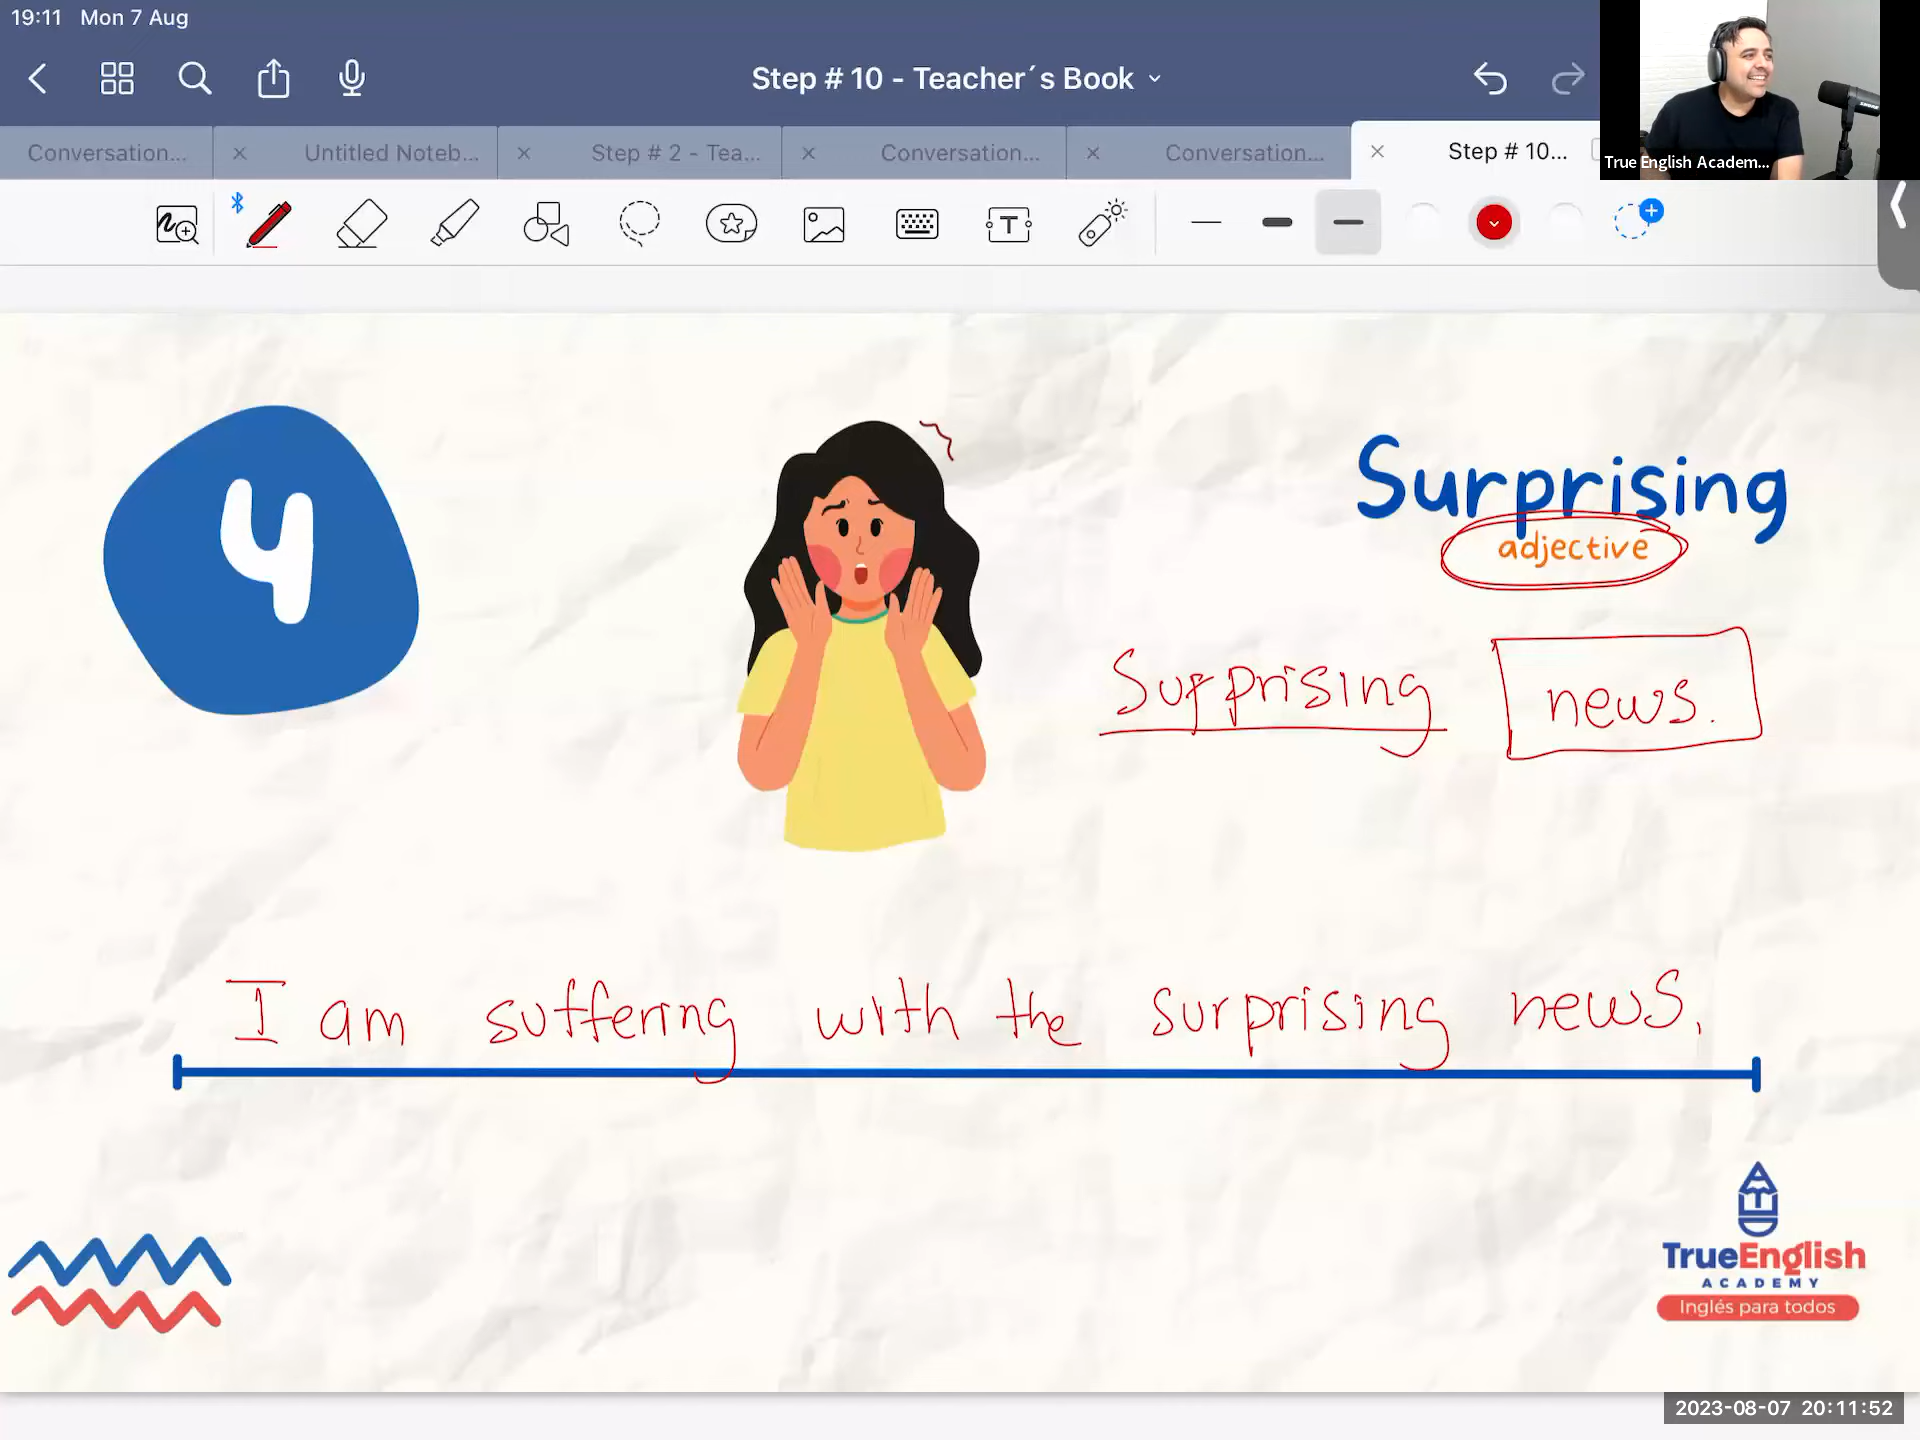 19:11 Mon 7 Aug
Step # 10 - Teacher´s Book
Conversation...
Untitled Noteb...
Step # 2 - Tea...
Conversation...
Conversation...
Step # 10...
True English Academ...
4
Surprising
adjective
Surprising news.
I am suffering with the surprising news.
TrueEnglish
ACADEMY
Inglés para todos
2023-08-07 20:11:52